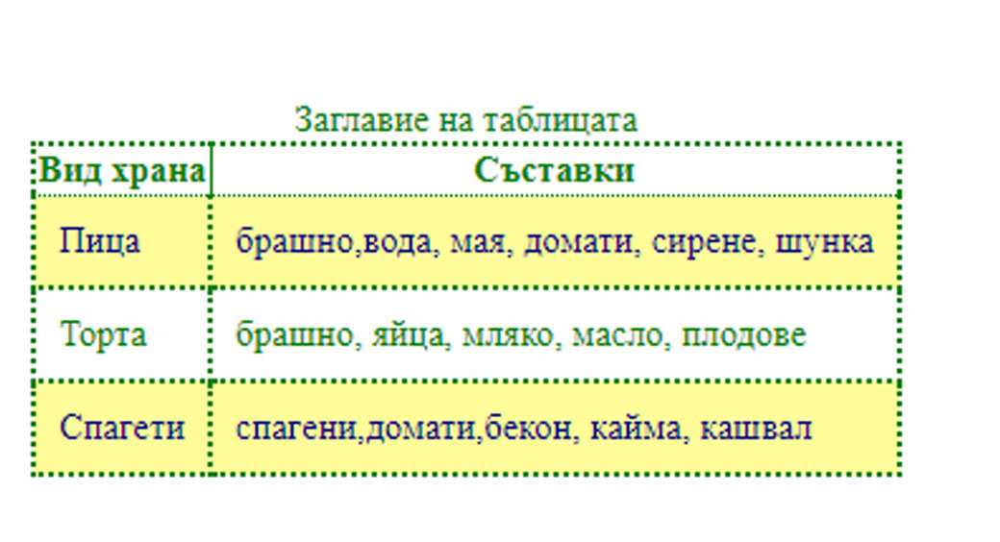 Заглавие на таблицата
Вид храна Съставки
Пица брашно,вода, мая, домати, сирене, шунка
Торта брашно, яйца, мляко, масло, плодове
Спагети спагени,домати,бекон, кайма, кашвал